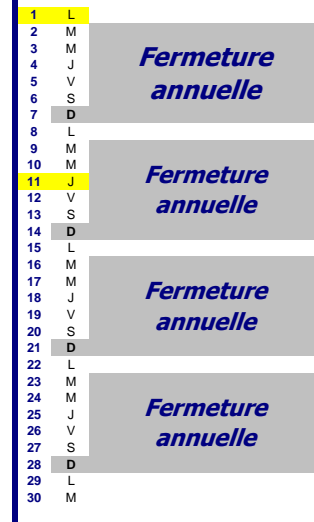 1 L
2 M
3 M
4 J
5 V
6 S
7 D
Fermeture
annuelle
8 L
9 M
10 M
11 J
12 V
13 S
14 D
Fermeture
annuelle
15 L
16 M
17 M
18 J
19 V
20 S
21 D
Fermeture
annuelle
22 L
23 M
24 M
25 J
26 V
27 S
28 D
Fermeture
annuelle
29 L
30 M